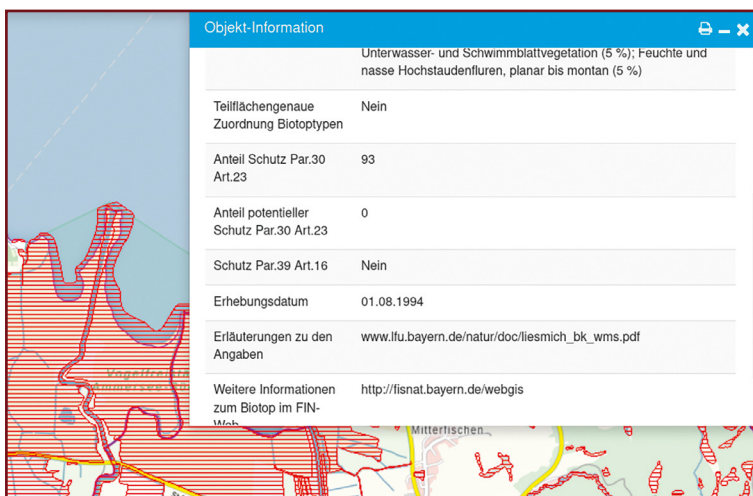 Objekt-Information
Unterwasser- und Schwimmblattvegetation (5 %); Feuchte und
nasse Hochstaudenfluren, planar bis montan (5 %)
Teilflächengenaue
Zuordnung Biotoptypen
Nein
Anteil Schutz Par.30
Art.23
93
Anteil potentieller
Schutz Par.30 Art.23
0
Schutz Par.39 Art.16
Nein
Erhebungsdatum
01.08.1994
Erläuterungen zu den
Angaben
www.lfu.bayern.de/natur/doc/liesmich_bk_wms.pdf
Weitere Informationen
zum Biotop im FIN-
Web
http://fisnat.bayern.de/webgis
Mitterfischen